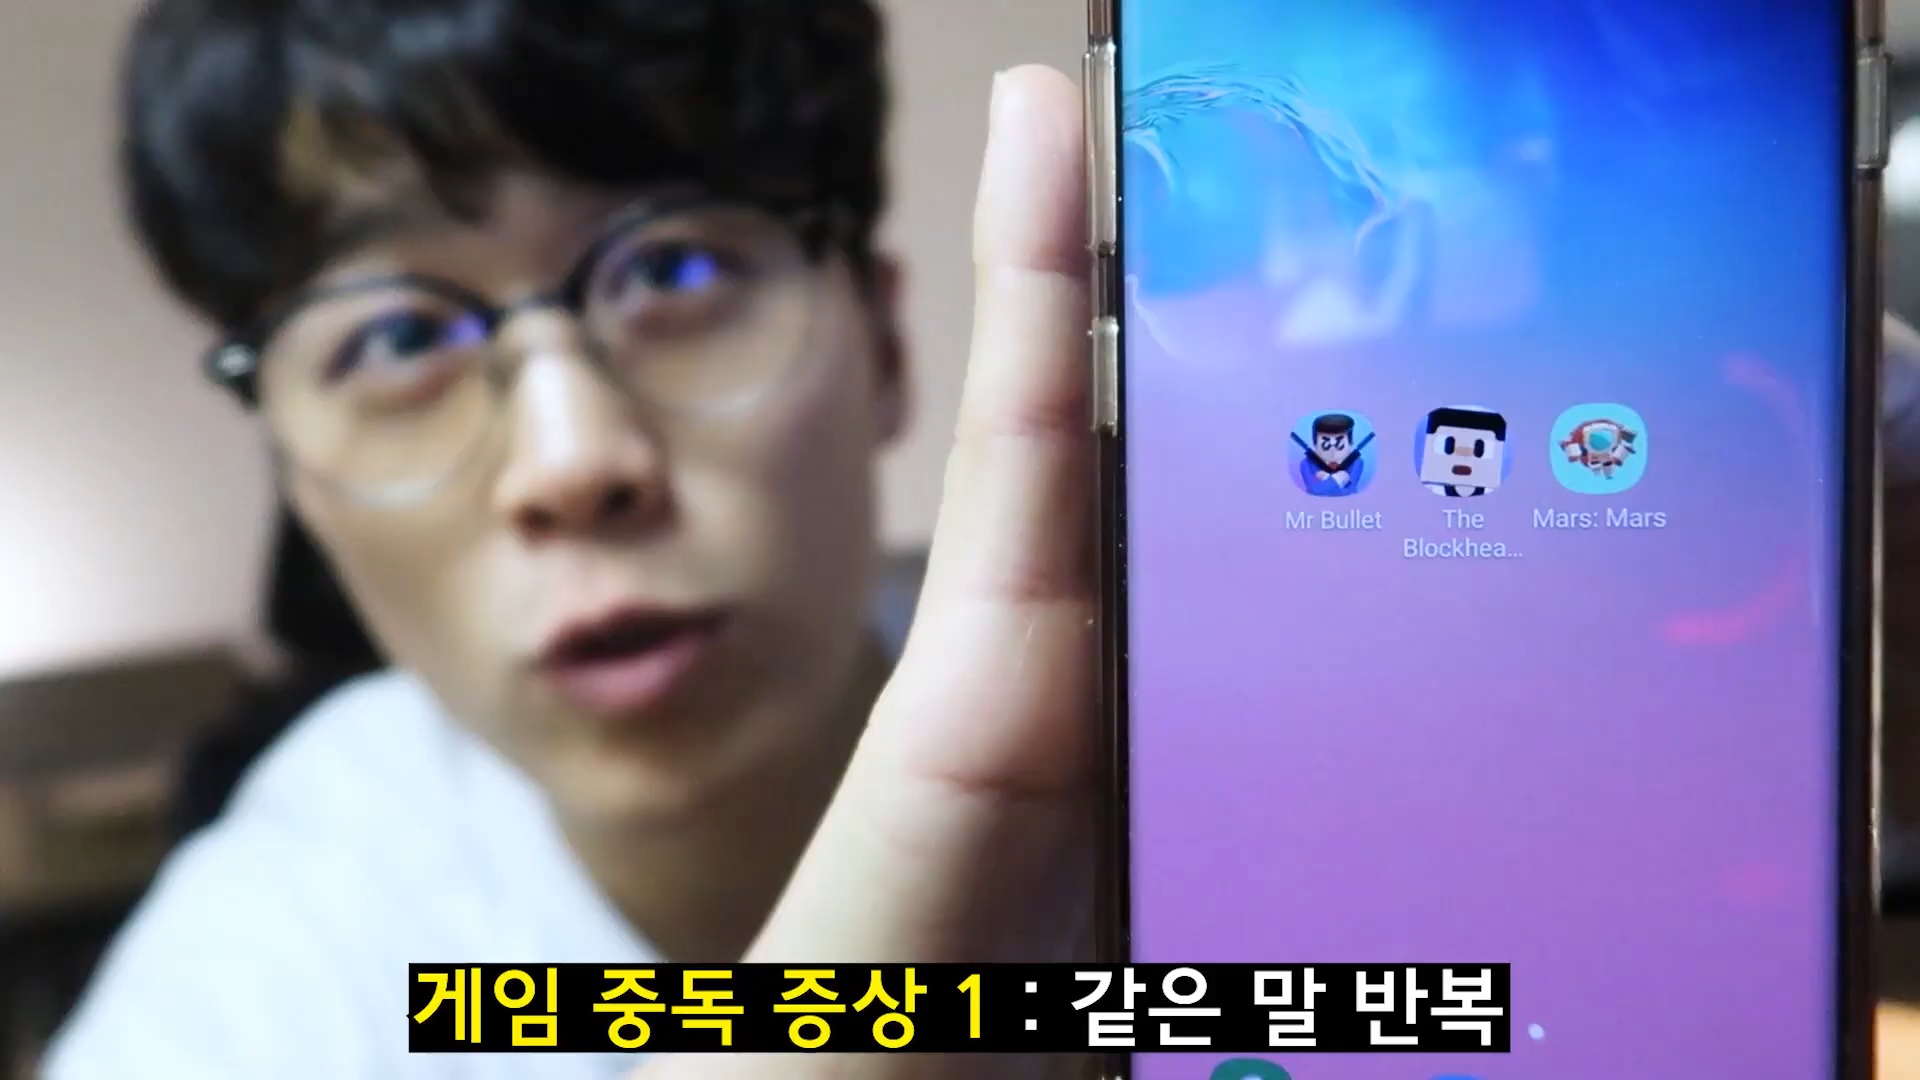 Mr Bullet
The
Blockhea...
Mars: Mars
게임 중독 증상 1 : 같은 말 반복